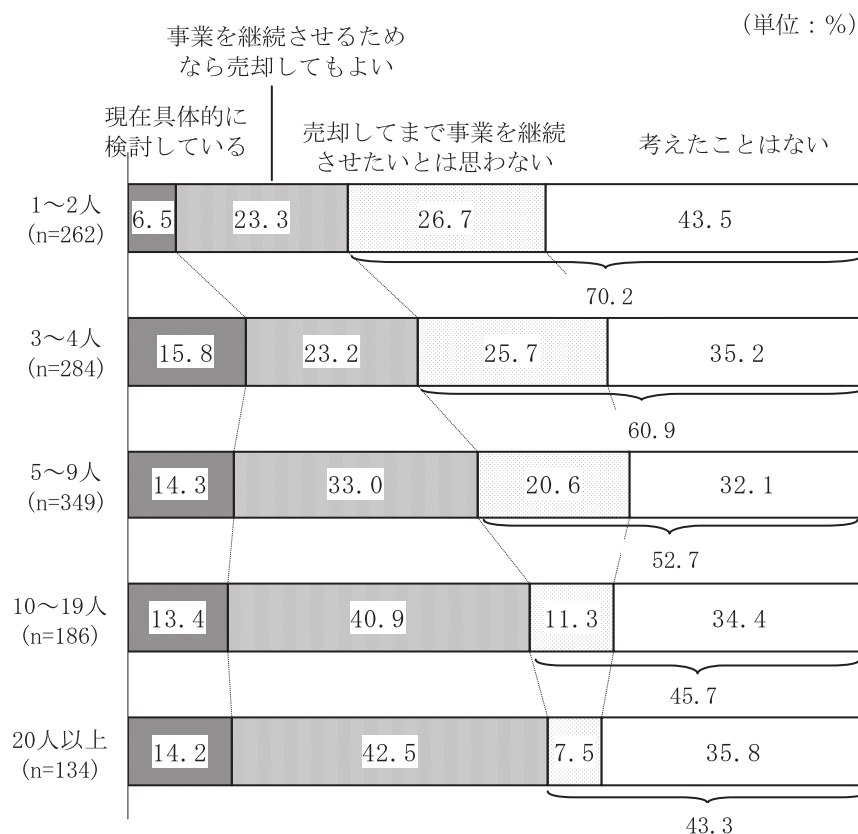 (単位：%)
事業を継続させるため
なら売却してもよい
現在具体的に
検討している
売却してまで事業を継続
させたいとは思わない
考えたことはない
1～2人
(n=262)
6.5
23.3
26.7
43.5
70.2
3～4人
(n=284)
15.8
23.2
25.7
35.2
60.9
5～9人
(n=349)
14.3
33.0
20.6
32.1
52.7
10～19人
(n=186)
13.4
40.9
11.3
34.4
45.7
20人以上
(n=134)
14.2
42.5
7.5
35.8
43.3